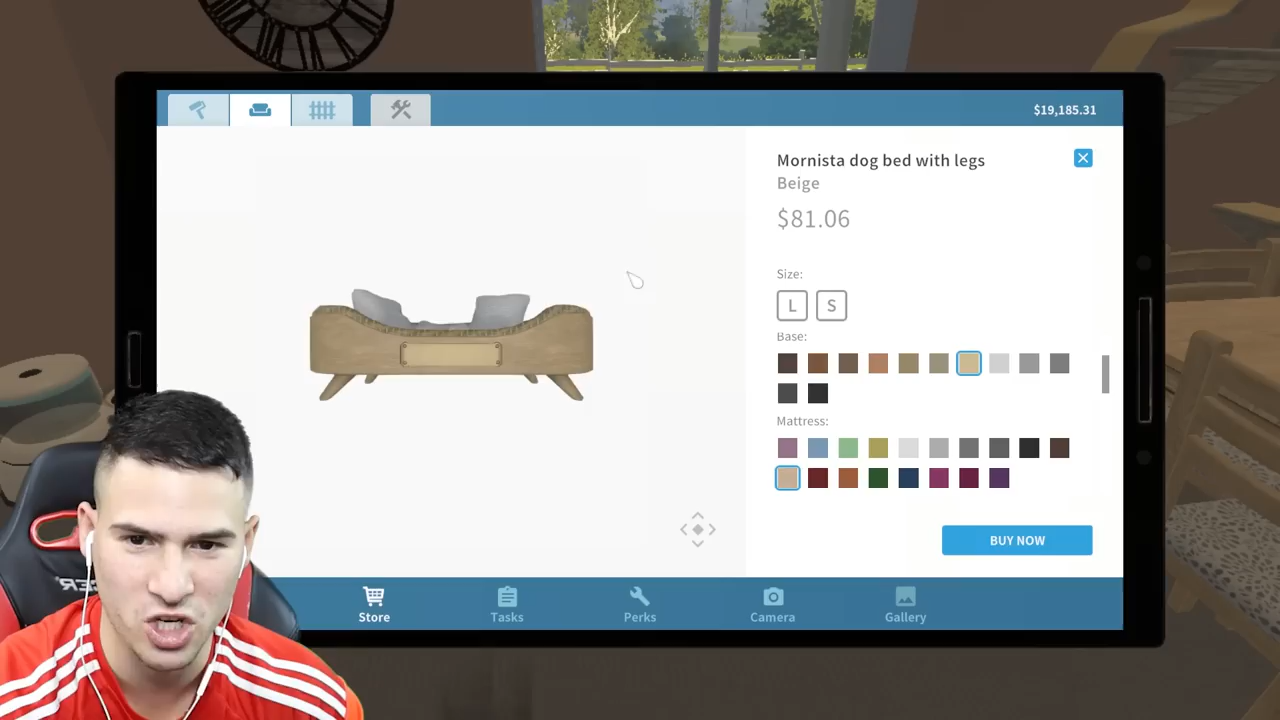 $19,185.31
Mornista dog bed with legs
Beige
$81.06
Size:
L S
Base:
Mattress:
BUY NOW
Store Tasks Perks Camera Gallery